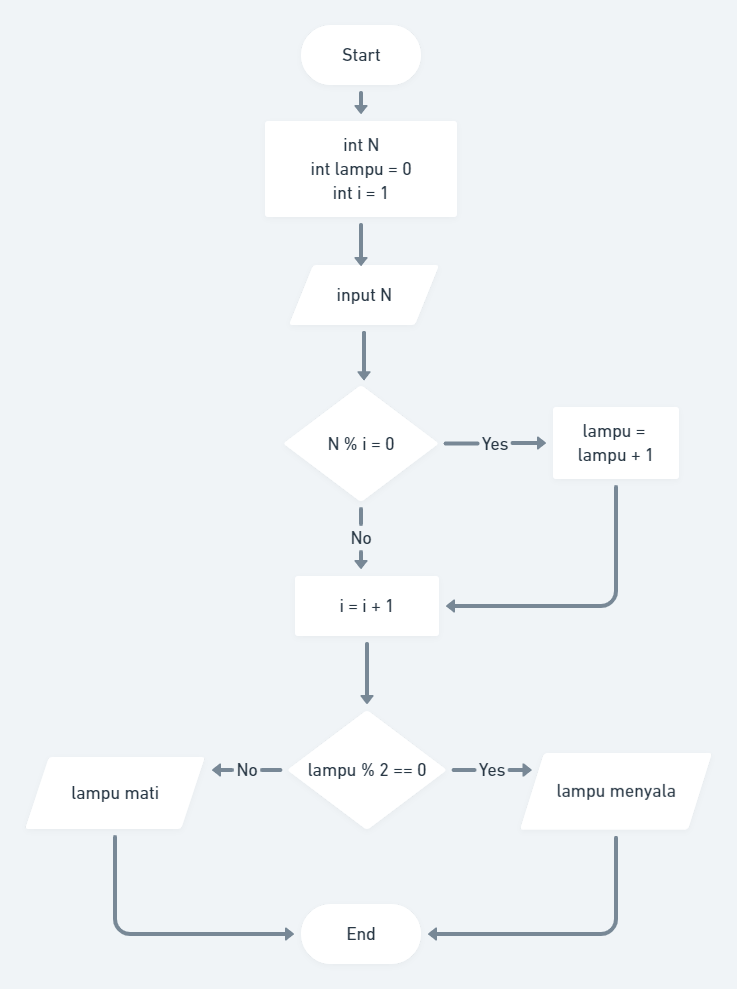 Start
int N
int lampu = 0
int i = 1
input N
N % i = 0
Yes
lampu =
lampu + 1
No
i = i + 1
lampu % 2 == 0
No
Yes
lampu mati
lampu menyala
End